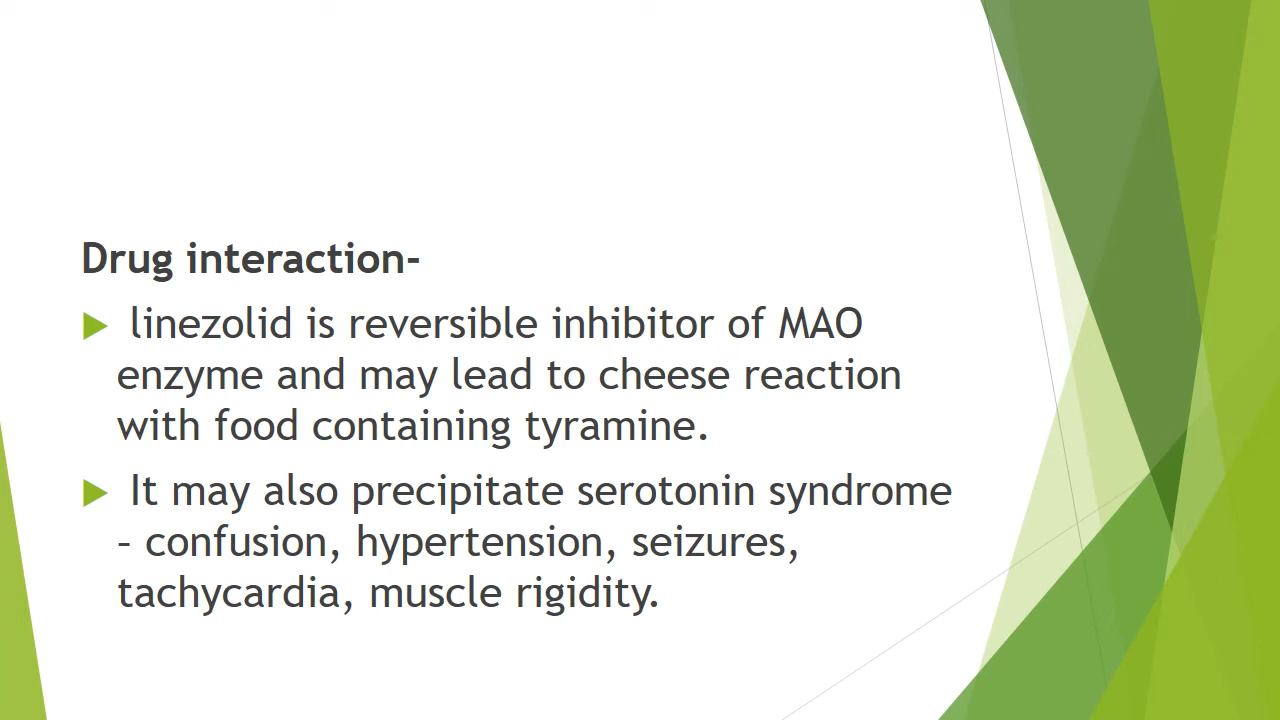 Drug interaction-
linezolid is reversible inhibitor of MAO
enzyme and may lead to cheese reaction
with food containing tyramine.
It may also precipitate serotonin syndrome
– confusion, hypertension, seizures,
tachycardia, muscle rigidity.